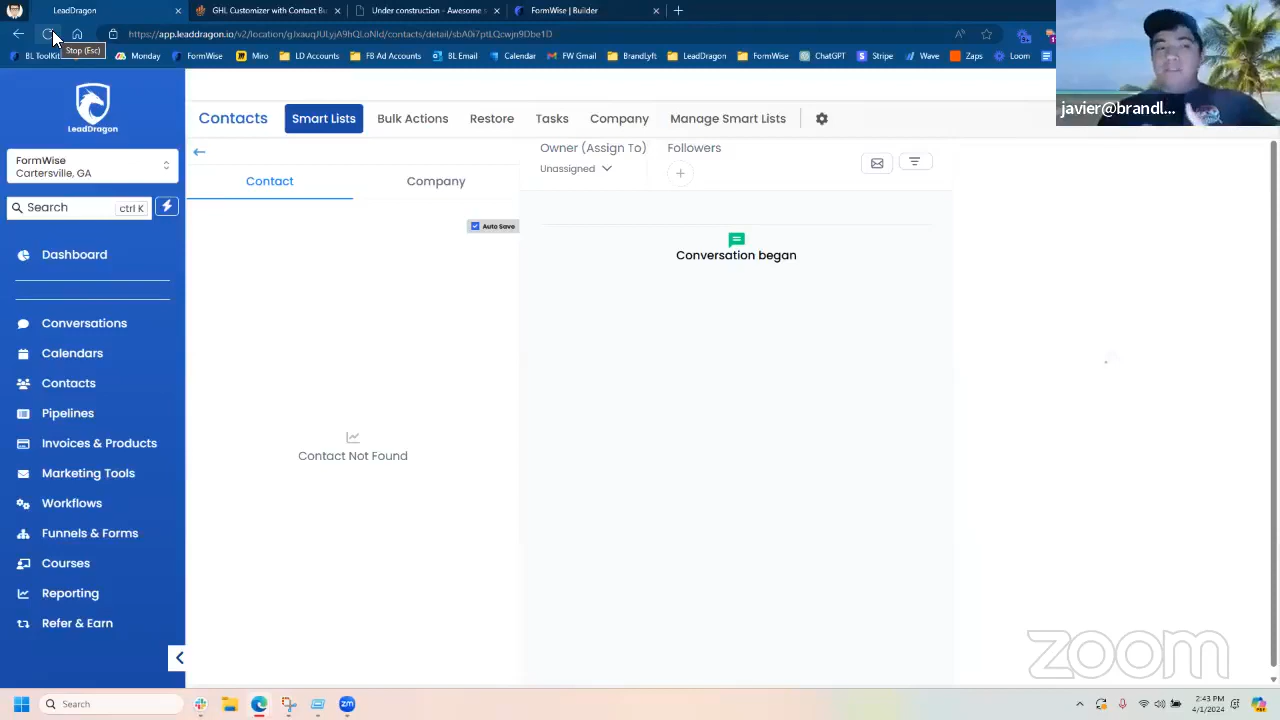 LeadDragon
GHL Customizer with Contact Bu
Under construction - Awesome s
FormWise | Builder
https://app.leaddragon.io/v2/location/gJxauqJULyjA9hQLoNld/contacts/detail/sbA0i7ptLQcwjn9Dbe1D
Stop (Esc)
BL ToolKit
Monday
FormWise
Miro
LD Accounts
FB Ad Accounts
BL Email
Calendar
FW Gmail
BrandLyft
LeadDragon
FormWise
ChatGPT
Stripe
Wave
Zaps
Loom
javier@brandl...
LeadDragon
FormWise
Cartersville, GA
Search
ctrl K
Dashboard
Conversations
Calendars
Contacts
Pipelines
Invoices & Products
Marketing Tools
Workflows
Funnels & Forms
Courses
Reporting
Refer & Earn
Contacts
Smart Lists
Bulk Actions
Restore
Tasks
Company
Manage Smart Lists
Contact
Company
Auto Save
Contact Not Found
Owner (Assign To)
Unassigned
Followers
Conversation began
zoom
Search
zm
2:43 PM
4/1/2024